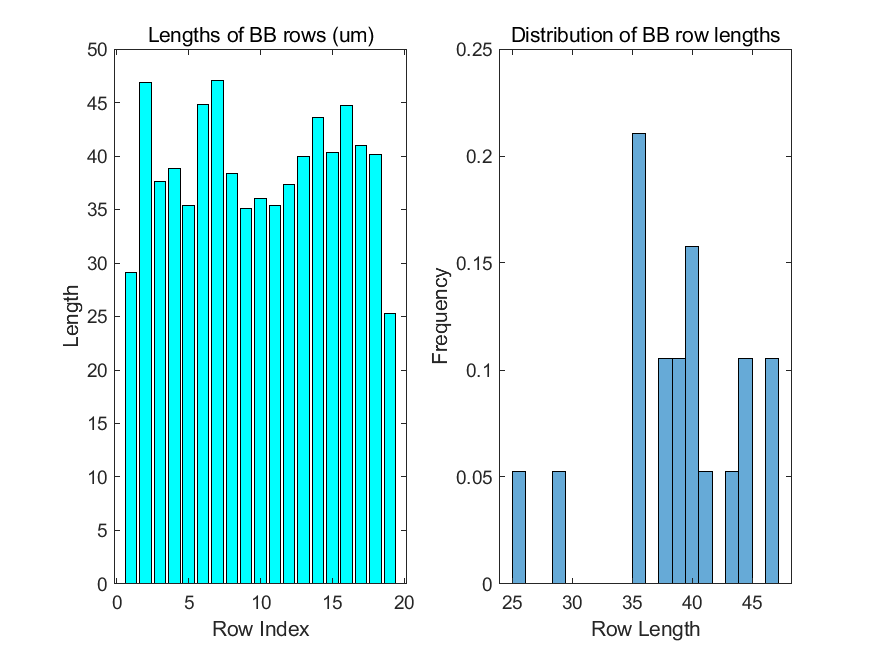 Lengths of BB rows (um)
50
45
40
35
30
25
20
15
10
5
0
Length
0 5 10 15 20
Row Index
Distribution of BB row lengths
0.25
0.2
0.15
0.1
0.05
0
Frequency
25 30 35 40 45
Row Length